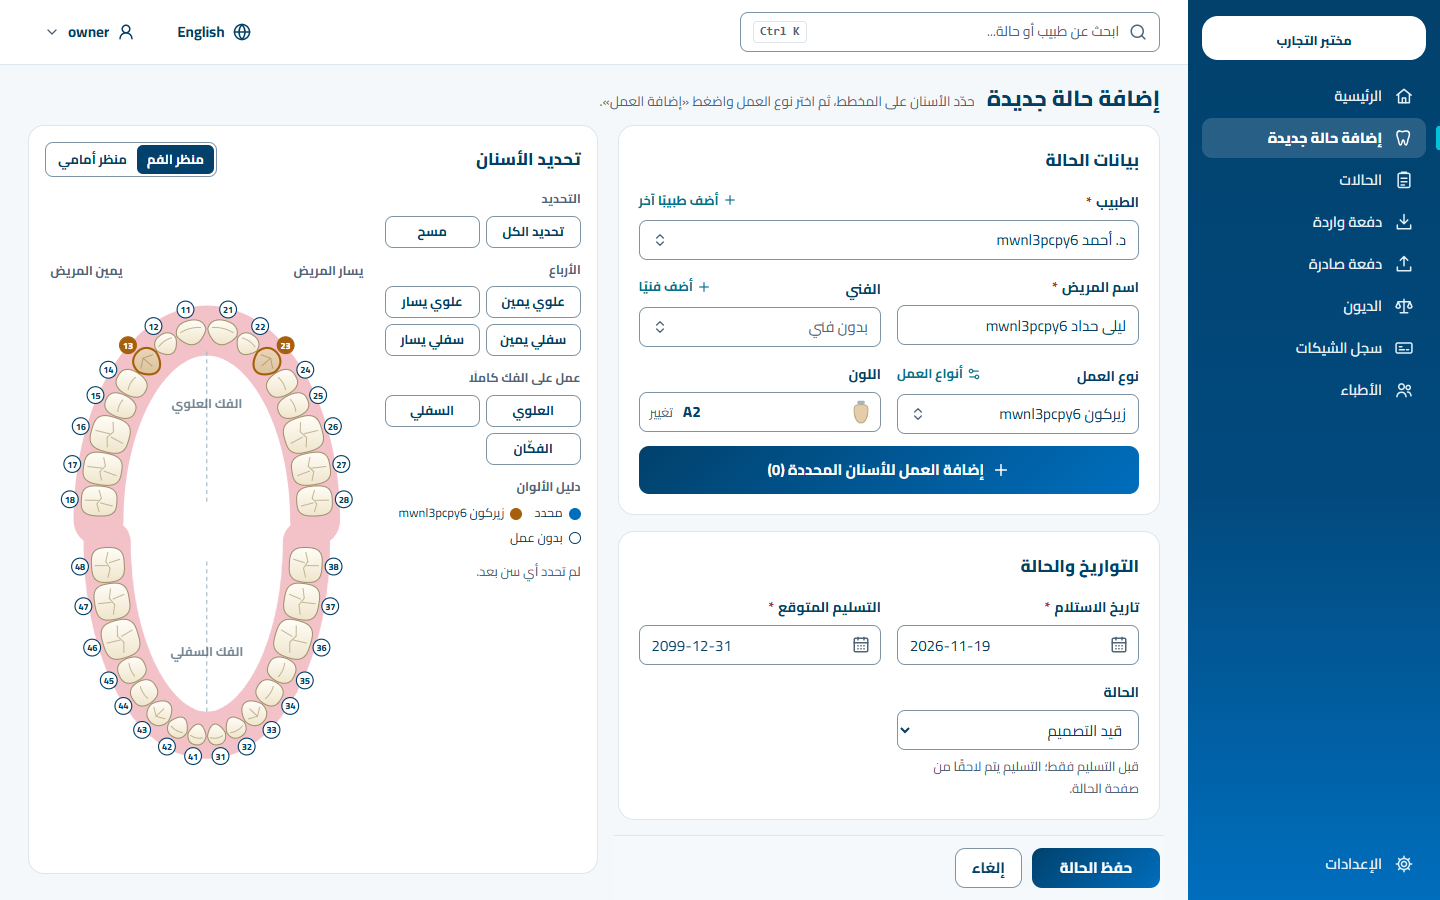 مختبر التجارب
الرئيسية
إضافة حالة جديدة
الحالات
دفعة واردة
دفعة صادرة
الديون
سجل الشيكات
الأطباء
الإعدادات
ابحث عن طبيب أو حالة...
Ctrl K
English
owner
إضافة حالة جديدة
حدّد الأسنان على المخطط، ثم اختر نوع العمل واضغط «إضافة العمل».
بيانات الحالة
الطبيب *
أضف طبيبًا آخر
د. أحمد mwnl3pcpy6
اسم المريض *
ليلى حداد mwnl3pcpy6
الفني
أضف فنيًا
بدون فني
نوع العمل
أنواع العمل
زيركون mwnl3pcpy6
اللون
A2
تغيير
إضافة العمل للأسنان المحددة (0)
التواريخ والحالة
تاريخ الاستلام *
2026-11-19
التسليم المتوقع *
2099-12-31
الحالة
قيد التصميم
قبل التسليم فقط؛ التسليم يتم لاحقًا من
صفحة الحالة.
حفظ الحالة
إلغاء
تحديد الأسنان
منظر الفم
منظر أمامي
التحديد
تحديد الكل
مسح
الأرباع
علوي يمين
علوي يسار
سفلي يمين
سفلي يسار
عمل على الفك كاملًا
العلوي
السفلي
الفكّان
دليل الألوان
محدد
زيركون mwnl3pcpy6
بدون عمل
لم تحدد أي سن بعد.
يسار المريض
يمين المريض
11
21
12
22
13
23
14
24
15
25
16
26
17
27
18
28
الفك العلوي
48
38
47
37
46
36
الفك السفلي
45
35
44
34
43
33
42
32
41
31